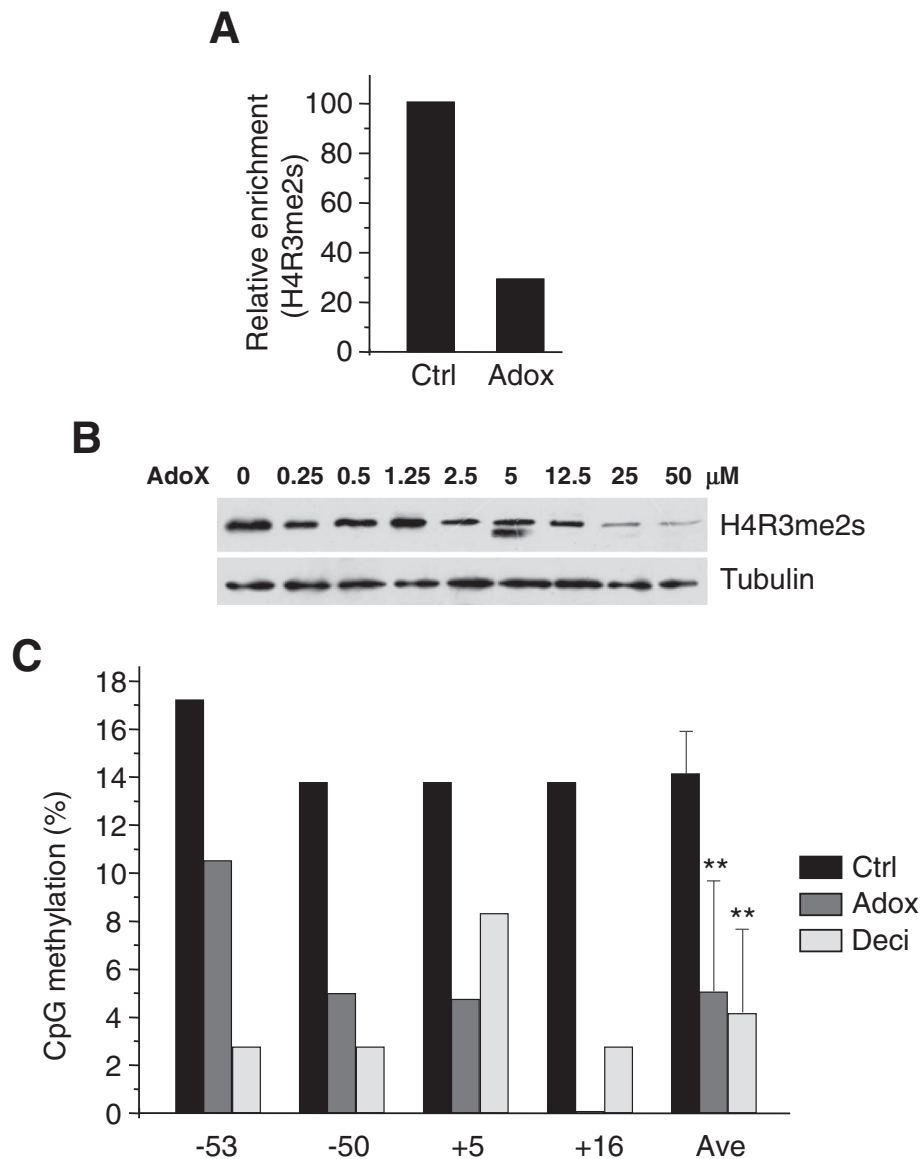 A
Relative enrichment
(H4R3me2s)
100
80
60
40
20
0
Ctrl Adox
B
AdoX 0 0.25 0.5 1.25 2.5 5 12.5 25 50 μM
H4R3me2s
Tubulin
C
CpG methylation (%)
18
16
14
12
10
8
6
4
2
0
** 
**
Ctrl
Adox
Deci
-53 -50 +5 +16 Ave